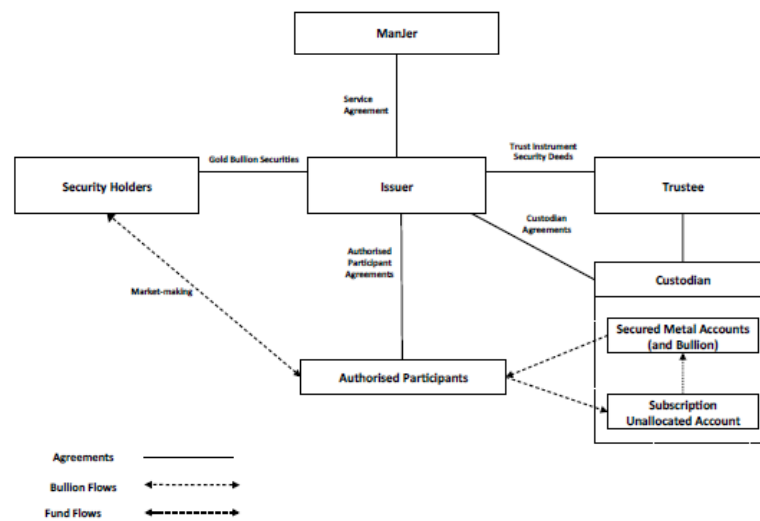 ManJer
Service
Agreement
Gold Bullion Securities
Trust Instrument
Security Deeds
Security Holders
Issuer
Trustee
Custodian
Agreements
Authorised
Participant
Agreements
Custodian
Market-making
Secured Metal Accounts
(and Bullion)
Authorised Participants
Subscription
Unallocated Account
Agreements
Bullion Flows
Fund Flows